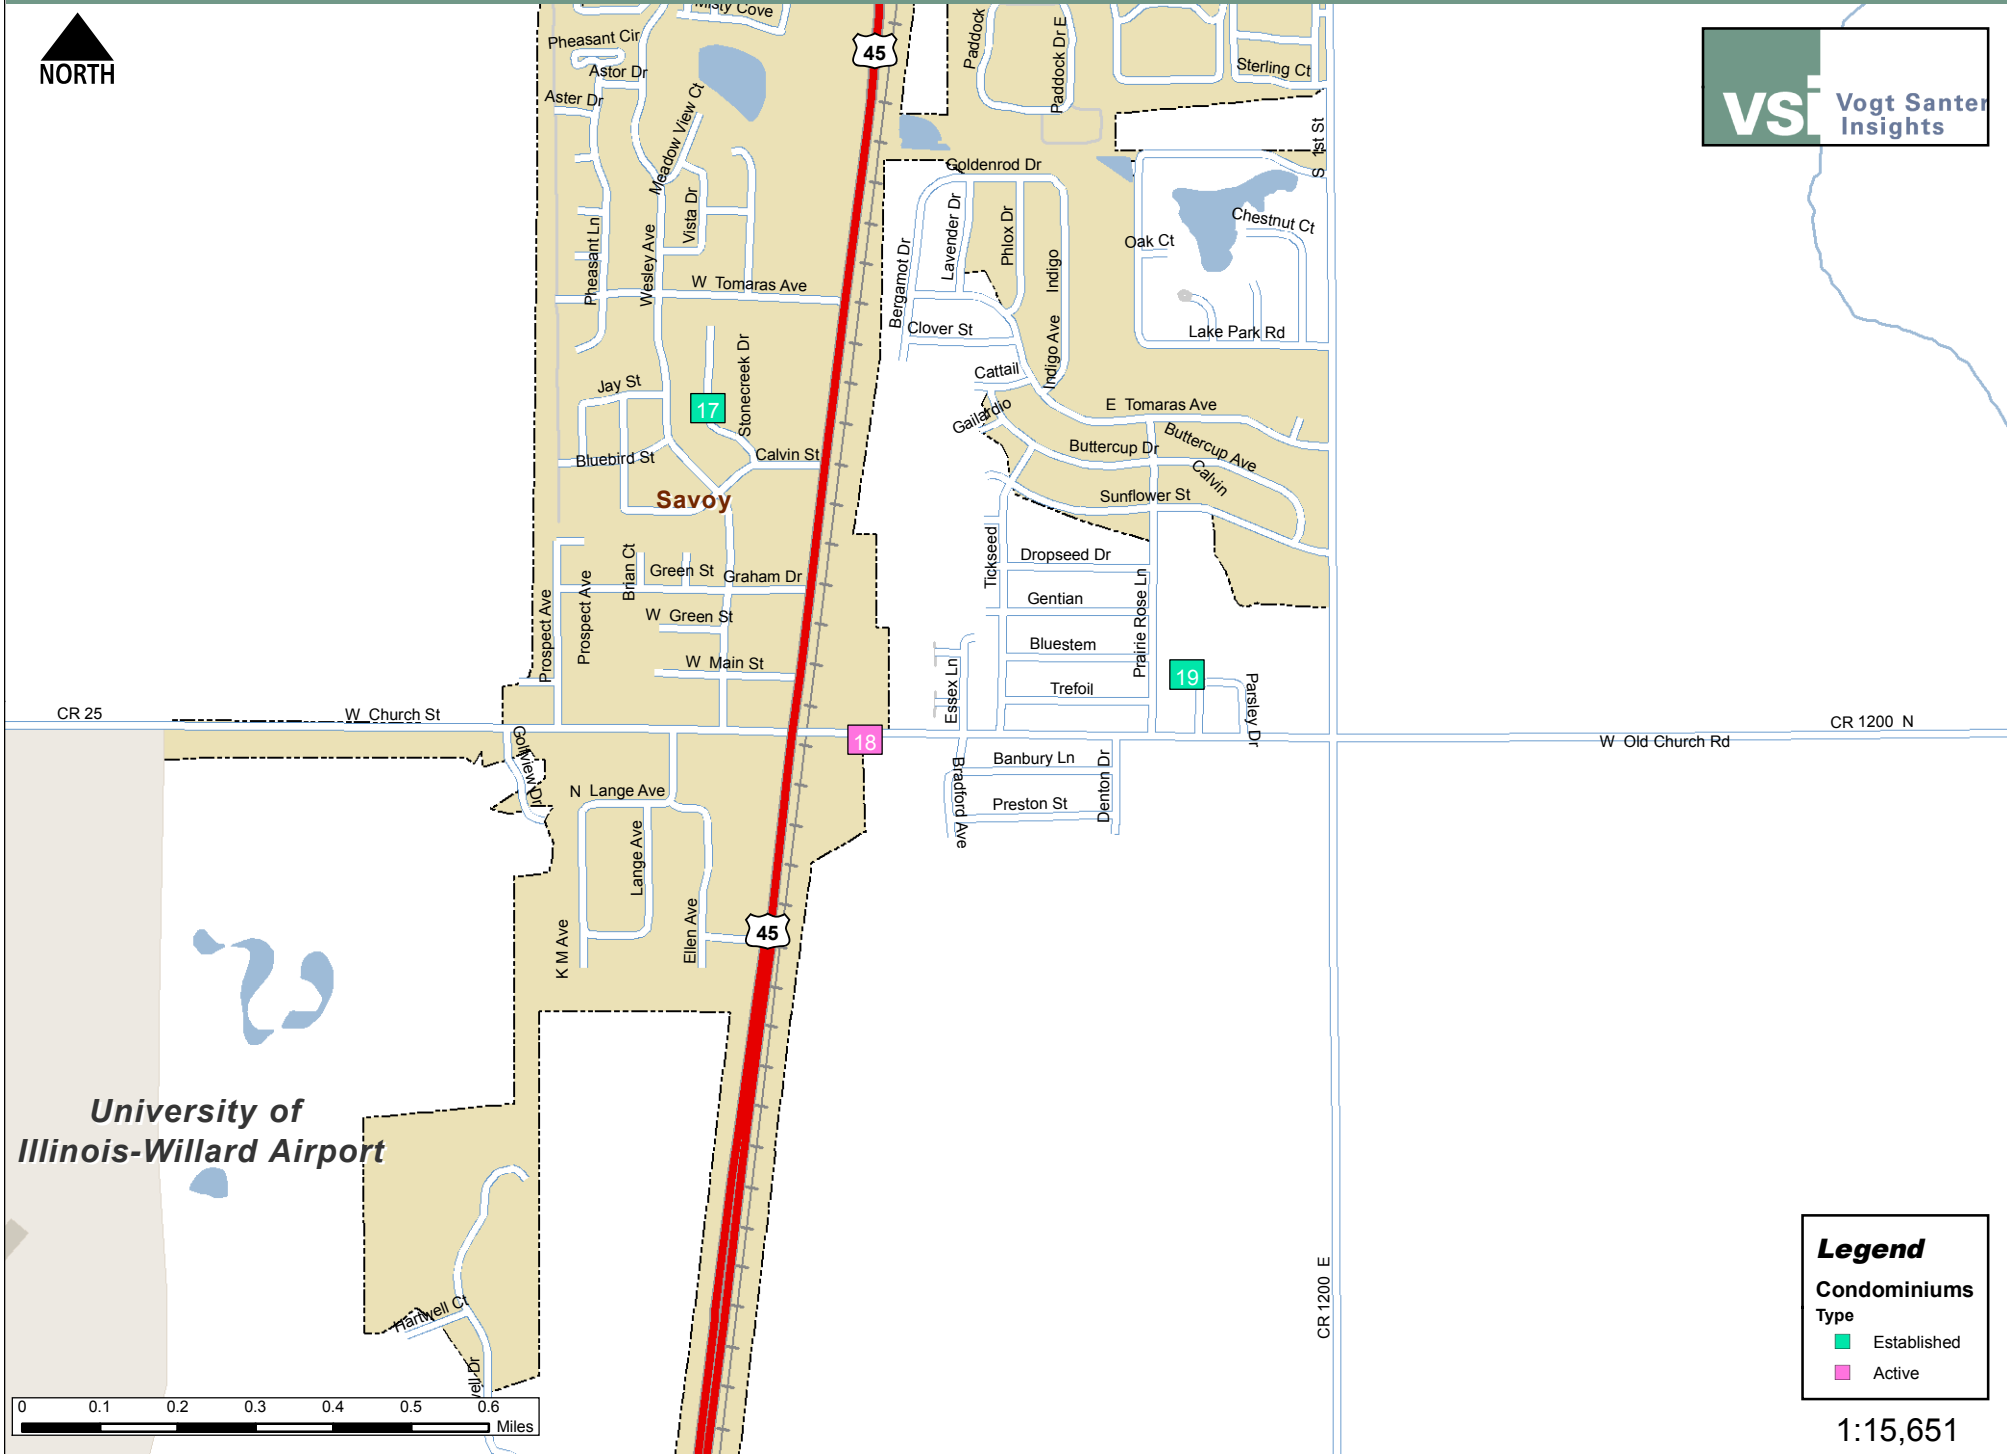 Misty Cove
Pheasant Cir
Astor Dr
Aster Dr
NORTH
45
Paddock
Paddock Dr E
Sterling Ct
vsi Vogt Santer
Insights
Meadow View Ct
S 1st St
Goldenrod Dr
Vista Dr
Lavender Dr
Phlox Dr
Chestnut Ct
Oak Ct
Pheasant Ln
Wesley Ave
Bergamot Dr
Indigo
W Tomaras Ave
Clover St
Lake Park Rd
Indigo Ave
Stonecreek Dr
Jay St
Cattail
17
E Tomaras Ave
Gailardio
Buttercup Dr
Buttercup Ave
Bluebird St
Calvin St
Calvin
Savoy
Sunflower St
Tickseed
Dropseed Dr
Brian Ct
Green St
Graham Dr
Prospect Ave
Prospect Ave
Gentian
Prairie Rose Ln
W Green St
Bluestem
W Main St
Essex Ln
Trefoil
19
Parsley Dr
CR 25
W Church St
CR 1200 N
18
W Old Church Rd
Golfview Dr
Banbury Ln
Bradford Ave
Denton Dr
N Lange Ave
Preston St
Lange Ave
K M Ave
Ellen Ave
45
University of
Illinois-Willard Airport
CR 1200 E
Hartwell Ct
well Dr
Legend
Condominiums
Type
Established
Active
0 0.1 0.2 0.3 0.4 0.5 0.6
Miles
1:15,651